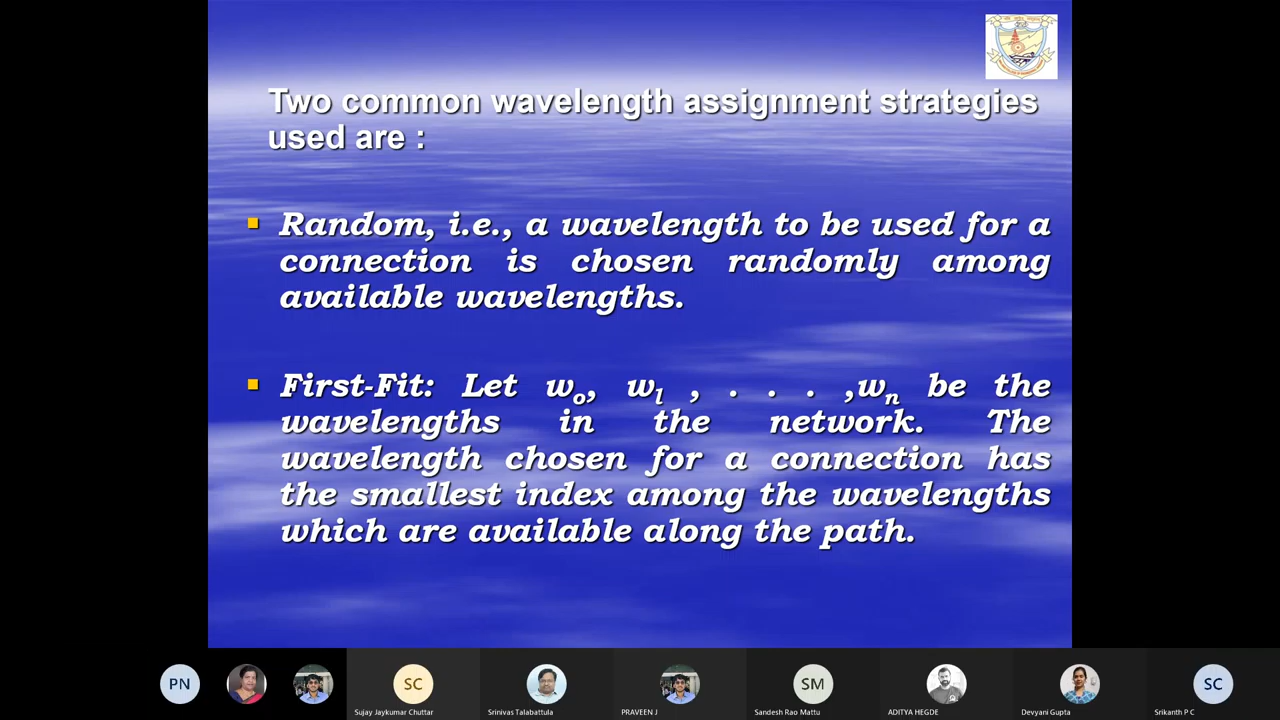 Two common wavelength assignment strategies
used are :
Random, i.e., a wavelength to be used for a
connection is chosen randomly among
available wavelengths.
First-Fit: Let wo, wl , . . . ,wn be the
wavelengths in the network. The
wavelength chosen for a connection has
the smallest index among the wavelengths
which are available along the path.
PN
SC
SM
SC
Sujay Jaykumar Chuttar
Srinivas Talabattula
PRAVEEN J
Sandesh Rao Mattu
ADITYA HEGDE
Devyani Gupta
Srikanth P C